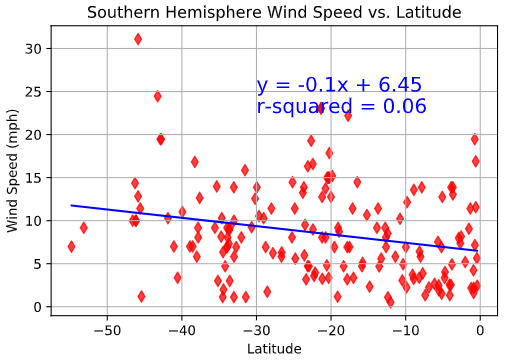 Southern Hemisphere Wind Speed vs. Latitude
30
25
20
15
10
5
0
Wind Speed (mph)
y = -0.1x + 6.45
r-squared = 0.06
−50 −40 −30 −20 −10 0
Latitude